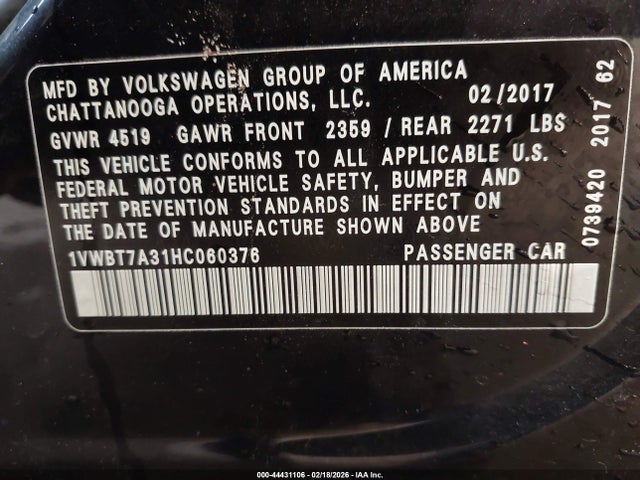 MFD BY VOLKSWAGEN GROUP OF AMERICA
CHATTANOOGA OPERATIONS, LLC. 02/2017
GVWR 4519 GAWR FRONT 2359 / REAR 2271 LBS
THIS VEHICLE CONFORMS TO ALL APPLICABLE U.S.
FEDERAL MOTOR VEHICLE SAFETY, BUMPER AND
THEFT PREVENTION STANDARDS IN EFFECT ON
THE DATE OF MANUFACTURE SHOWN ABOVE
1VWBT7A31HC060376 PASSENGER CAR
0739420 2017 62
000-44431106 - 02/18/2026 - IAA Inc.